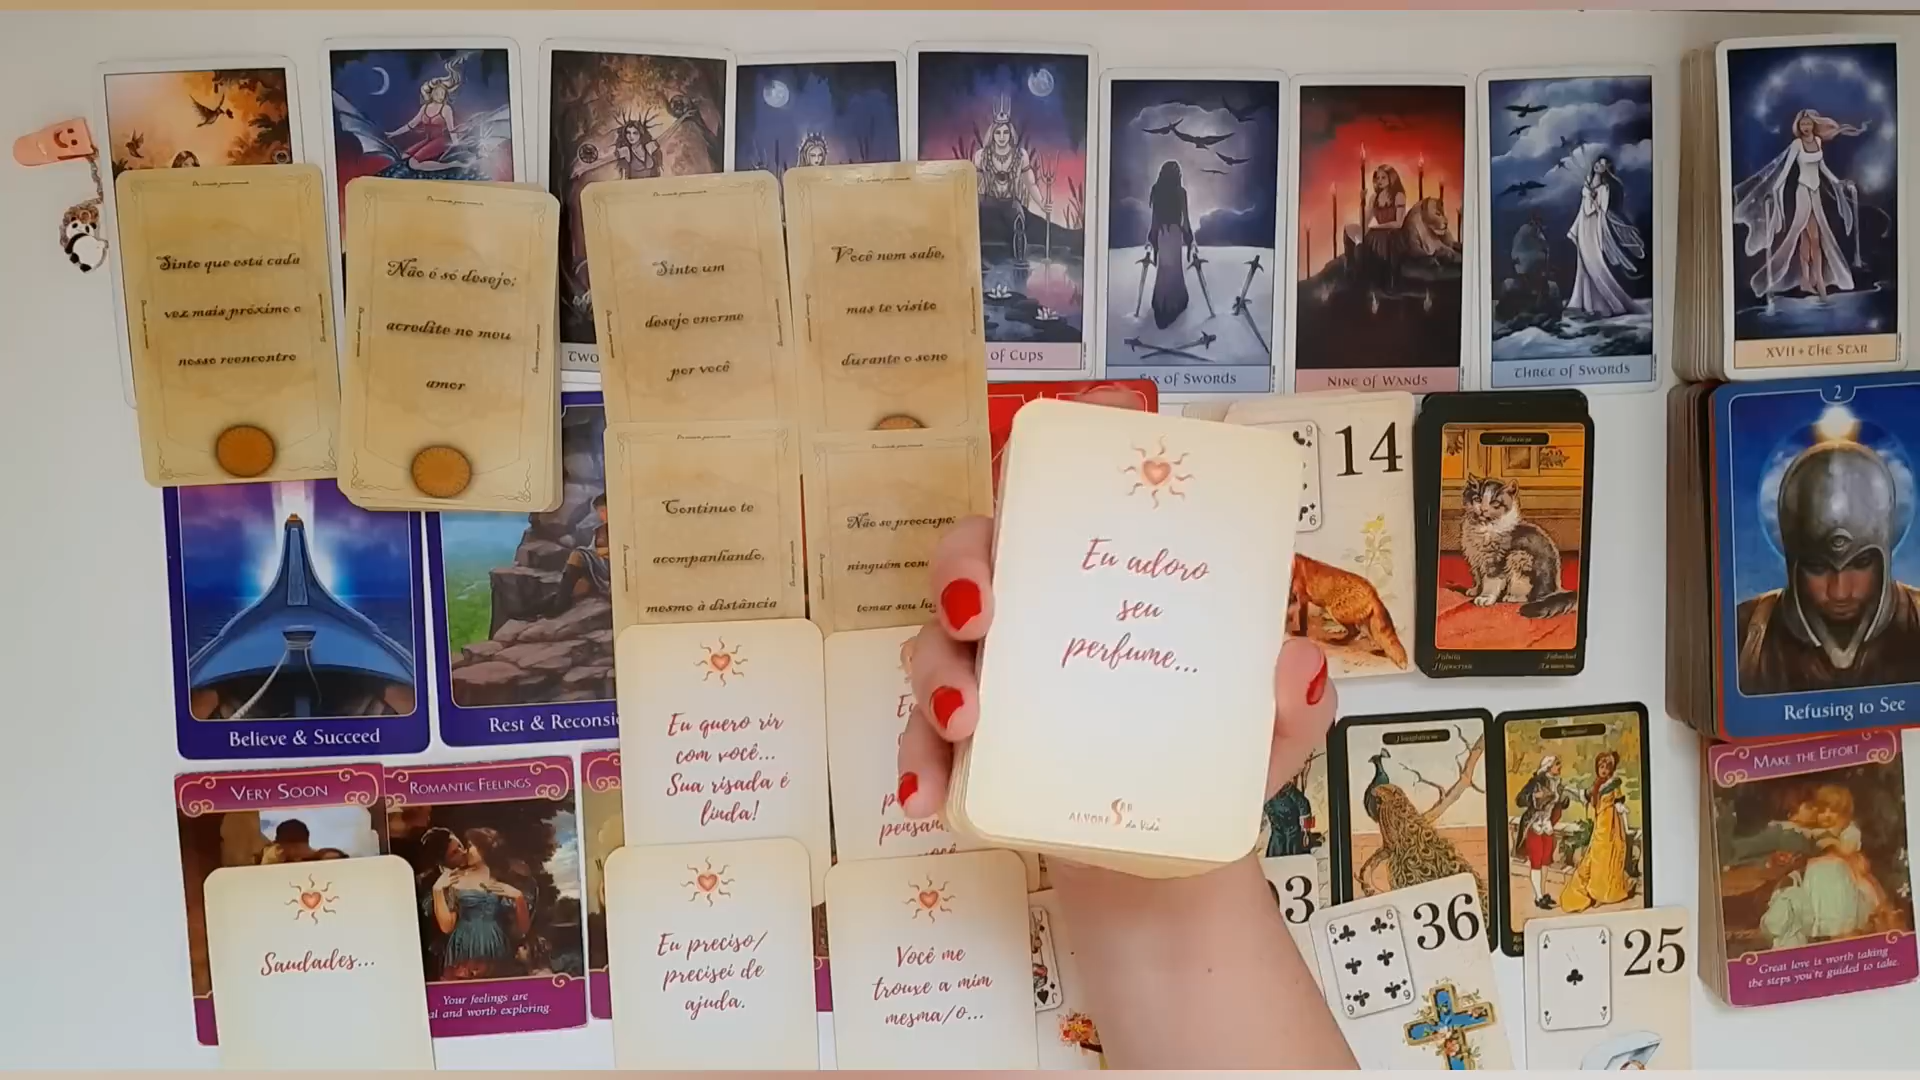 Sinto que está cada
vez mais próximo o
nosso reencontro
Não é só desejo;
acredite no meu
amor
Sinto um
desejo enorme
por você
Você nem sabe,
mas te visito
durante o sono
TWO
of Cups
Six of Swords
Nine of Wands
Three of Swords
XVII The Star
Continuo te
acompanhando,
mesmo à distância
Não se preocupe;
ninguém
tomar seu
Eu adoro
seu
perfume...
9
14
9
2
Refusing to See
Believe & Succeed
Rest &
Eu quero rir
com você...
Sua risada é
linda!
Very Soon
Romantic Feelings
Your feelings are
and worth exploring.
Make the Effort
Great love is worth taking
the steps you're guided to take.
Saudades...
Eu preciso/
precisei de
ajuda.
Você me
trouxe a mim
mesma/o...
6
36
6
A
25
A